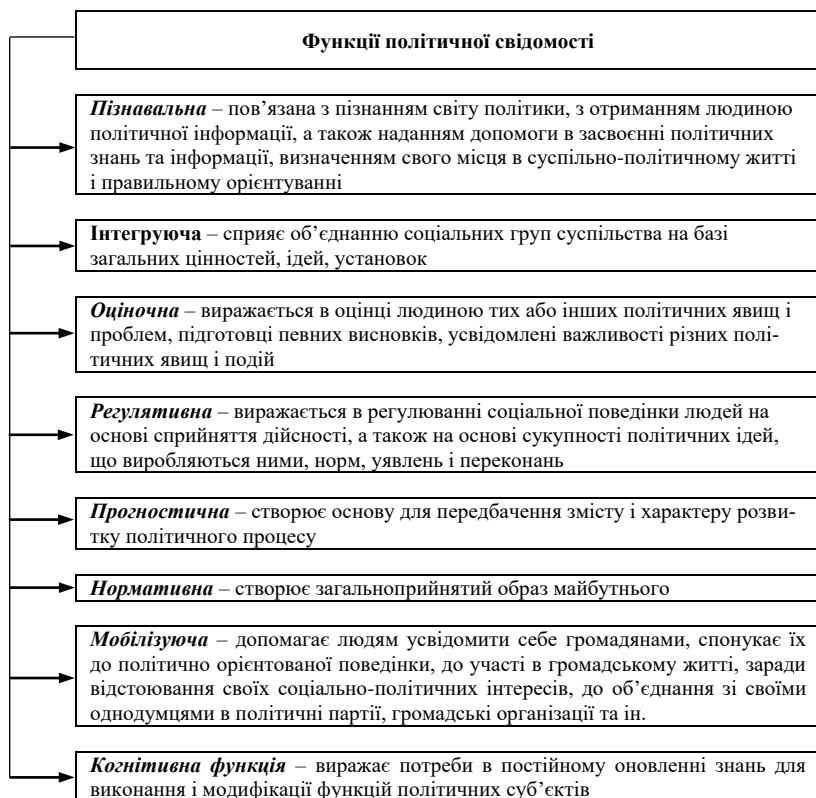 Функції політичної свідомості
Пізнавальна – пов’язана з пізнанням світу політики, з отриманням людиною
політичної інформації, а також наданням допомоги в засвоєнні політичних
знань та інформації, визначенням свого місця в суспільно-політичному житті
і правильному орієнтуванні
Інтегруюча – сприяє об’єднанню соціальних груп суспільства на базі
загальних цінностей, ідей, установок
Оціночна – виражається в оцінці людиною тих або інших політичних явищ і
проблем, підготовці певних висновків, усвідомлені важливості різних полі-
тичних явищ і подій
Регулятивна – виражається в регулюванні соціальної поведінки людей на
основі сприйняття дійсності, а також на основі сукупності політичних ідей,
що виробляються ними, норм, уявлень і переконань
Прогностична – створює основу для передбачення змісту і характеру розви-
тку політичного процесу
Нормативна – створює загальноприйнятий образ майбутнього
Мобілізуюча – допомагає людям усвідомити себе громадянами, спонукає їх
до політично орієнтованої поведінки, до участі в громадському житті, заради
відстоювання своїх соціально-політичних інтересів, до об’єднання зі своїми
однодумцями в політичні партії, громадські організації та ін.
Когнітивна функція – виражає потреби в постійному оновленні знань для
виконання і модифікації функцій політичних суб’єктів